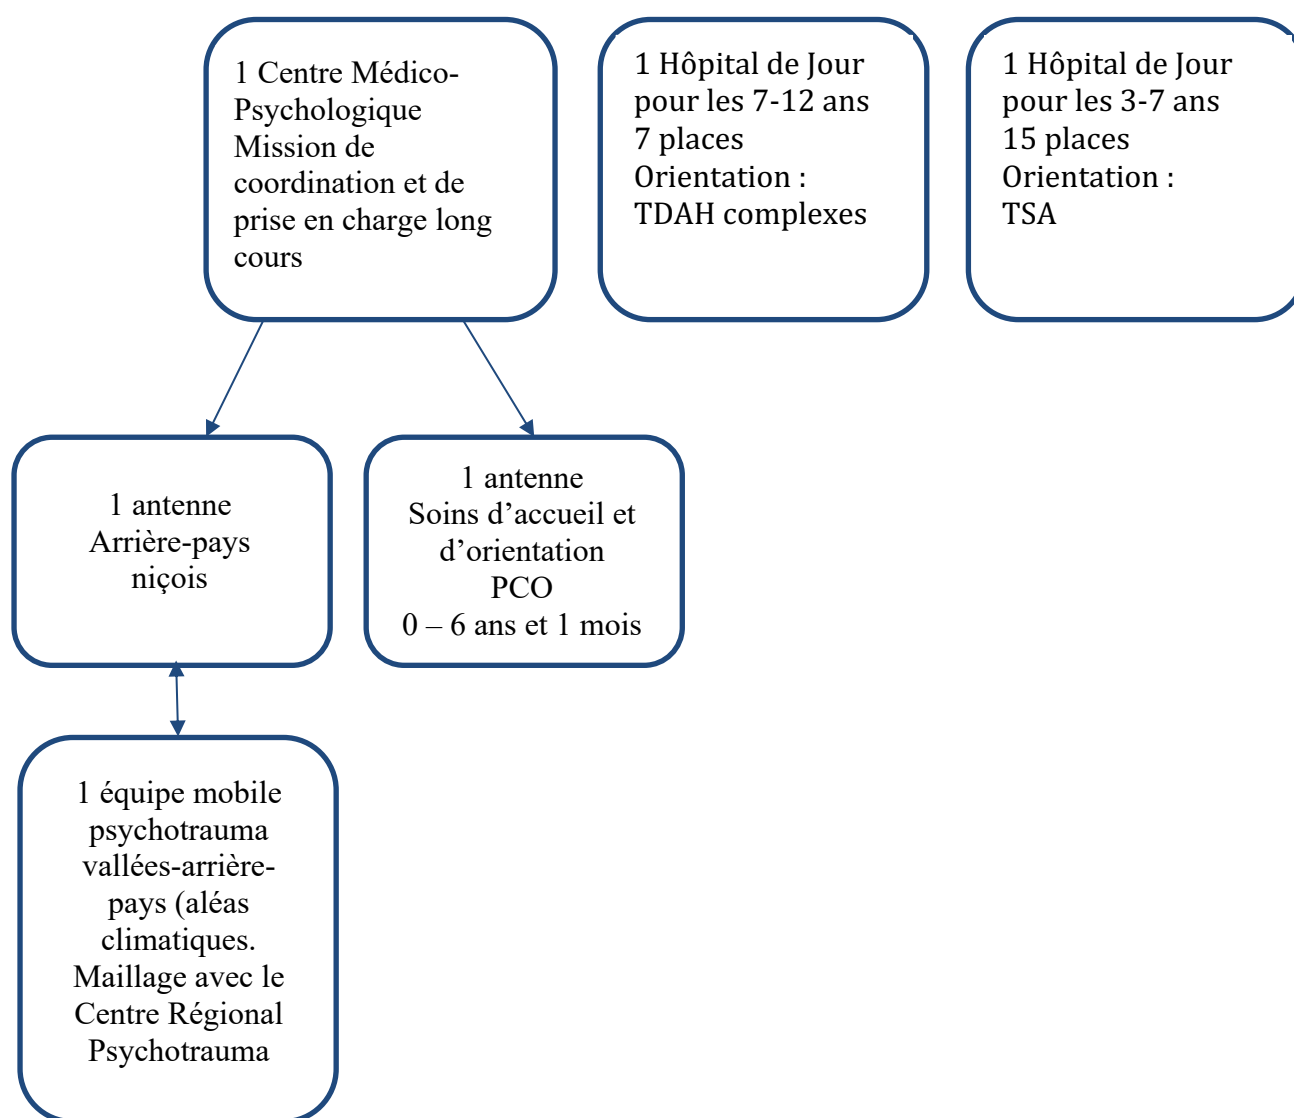 1 Centre Médico-
Psychologique
Mission de
coordination et de
prise en charge long
cours
1 Hôpital de Jour
pour les 7-12 ans
7 places
Orientation :
TDAH complexes
1 Hôpital de Jour
pour les 3-7 ans
15 places
Orientation :
TSA
1 antenne
Arrière-pays
niçois
1 antenne
Soins d’accueil et
d’orientation
PCO
0 – 6 ans et 1 mois
1 équipe mobile
psychotrauma
vallées-arrière-
pays (aléas
climatiques.
Maillage avec le
Centre Régional
Psychotrauma